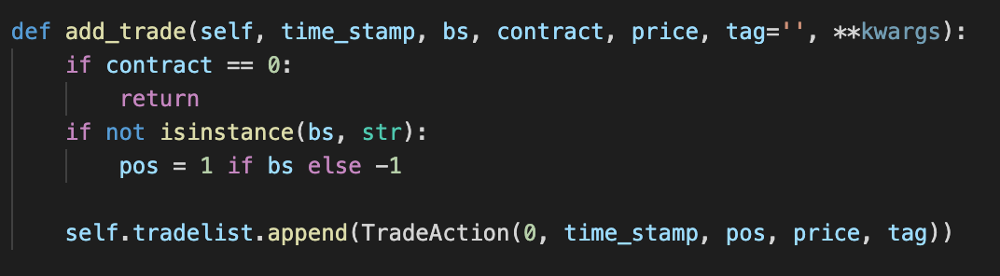 def add_trade(self, time_stamp, bs, contract, price, tag='', **kwargs):
    if contract == 0:
        return
    if not isinstance(bs, str):
        pos = 1 if bs else -1

    self.tradelist.append(TradeAction(0, time_stamp, pos, price, tag))